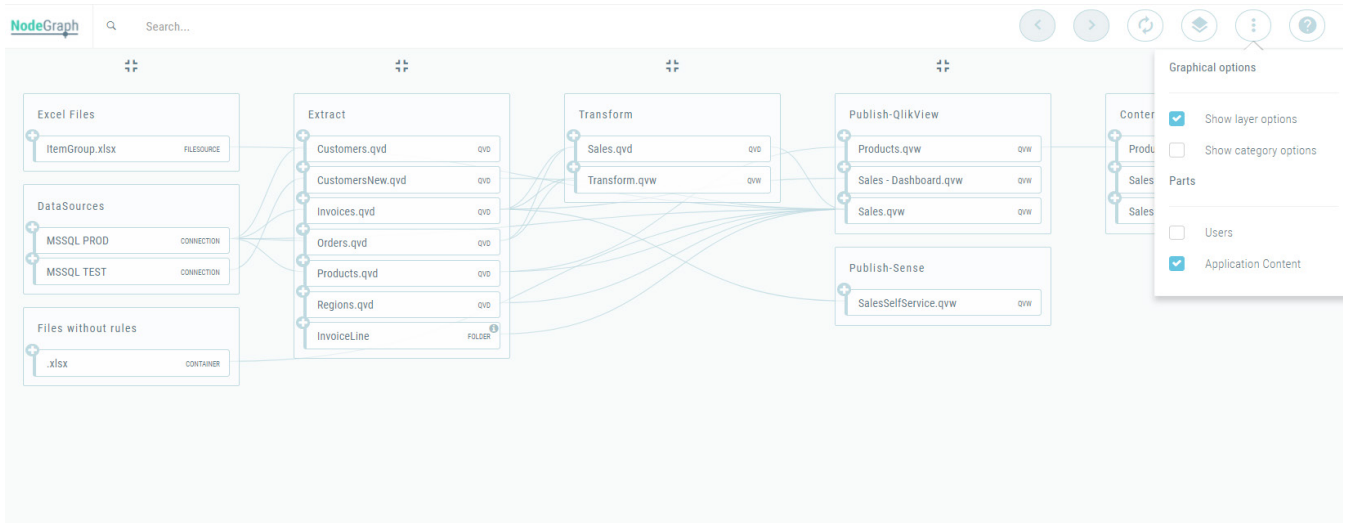 NodeGraph
Search...
Excel Files
ItemGroup.xlsx FILESOURCE
DataSources
MSSQL PROD CONNECTION
MSSQL TEST CONNECTION
Files without rules
.xlsx CONTAINER
Extract
Customers.qvd QVD
CustomersNew.qvd QVD
Invoices.qvd QVD
Orders.qvd QVD
Products.qvd QVD
Regions.qvd QVD
InvoiceLine FOLDER
Transform
Sales.qvd QVD
Transform.qvw QVW
Publish-QlikView
Products.qvw QVW
Sales - Dashboard.qvw QVW
Sales.qvw QVW
Publish-Sense
SalesSelfService.qvw QVW
Conter
Produ
Sales
Sales
Graphical options
Show layer options
Show category options
Parts
Users
Application Content